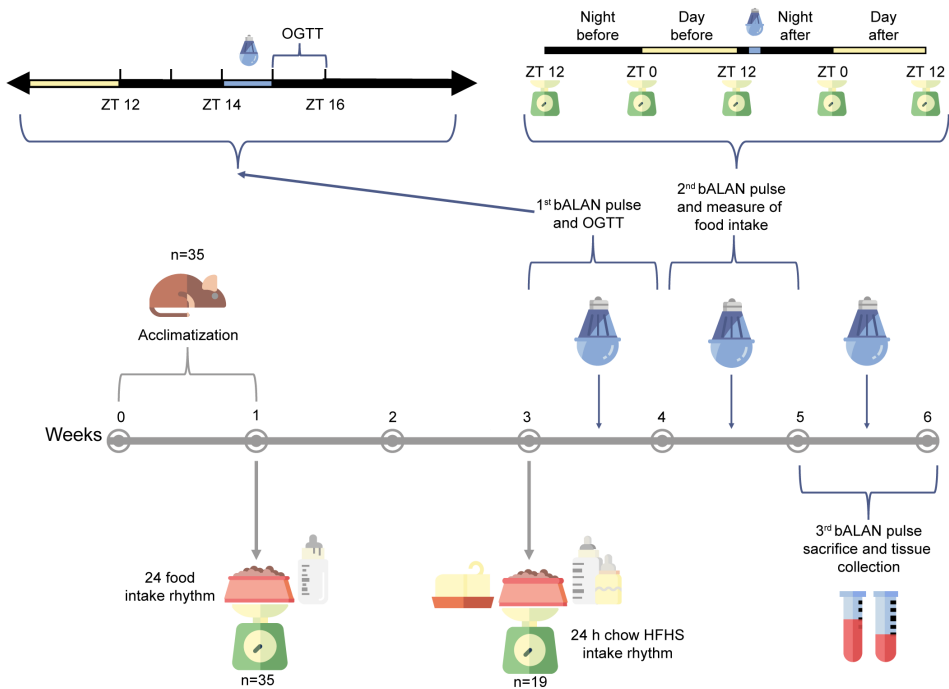 OGTT
ZT 12
ZT 14
ZT 16
Night
before
Day
before
Night
after
Day
after
ZT 12
ZT 0
ZT 12
ZT 0
ZT 12
1st bALAN pulse
and OGTT
2nd bALAN pulse
and measure of
food intake
n=35
Acclimatization
Weeks
0
1
2
3
4
5
6
24 food
intake rhythm
n=35
24 h chow HFHS
intake rhythm
n=19
3rd bALAN pulse
sacrifice and tissue
collection